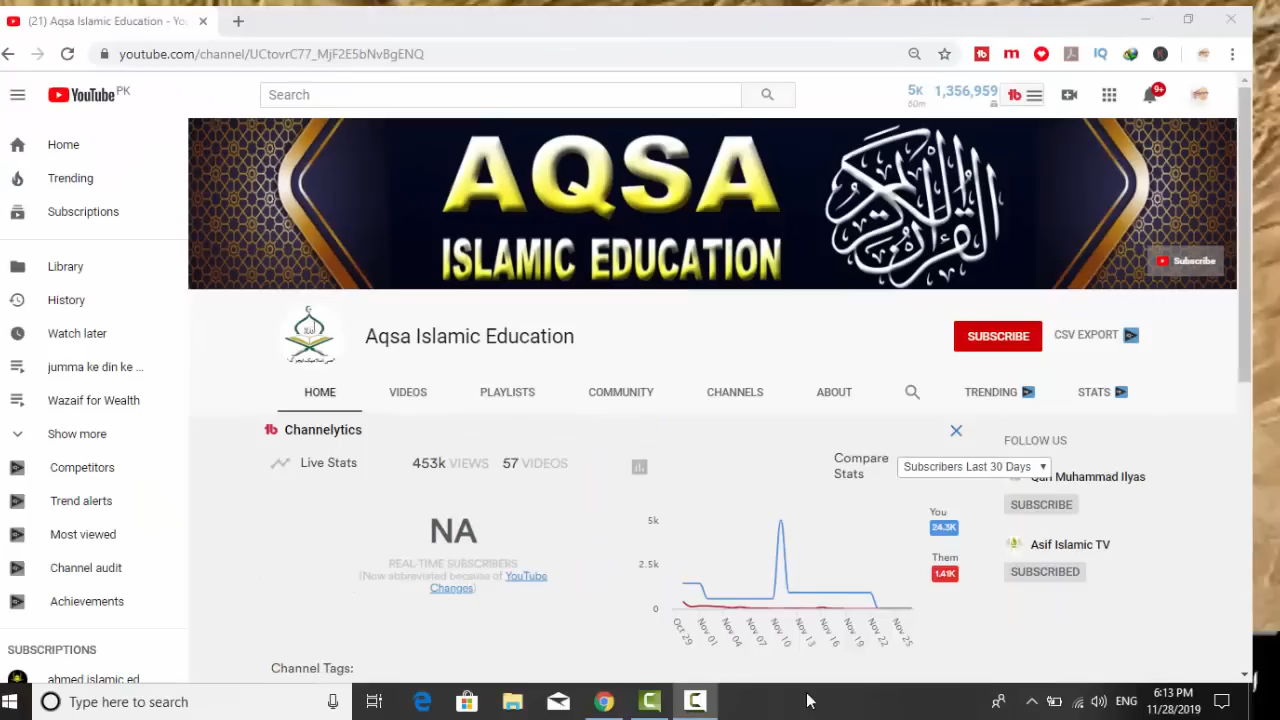 (21) Aqsa Islamic Education - Yo
youtube.com/channel/UCtovrC77_MjF2E5bNvBgENQ
YouTube PK
Search
5K
60m
1,356,959
9+
Home
Trending
Subscriptions
Library
History
Watch later
jumma ke din ke ...
Wazaif for Wealth
Show more
Competitors
Trend alerts
Most viewed
Channel audit
Achievements
SUBSCRIPTIONS
ahmed islamic ed
AQSA
ISLAMIC EDUCATION
القرآن الكريم
Subscribe
Aqsa Islamic Education
SUBSCRIBE
CSV EXPORT
HOME VIDEOS PLAYLISTS COMMUNITY CHANNELS ABOUT TRENDING STATS
Channelytics
Live Stats
453k VIEWS 57 VIDEOS
Compare Stats
Subscribers Last 30 Days
NA
REAL-TIME SUBSCRIBERS
(Now abbreviated because of YouTube
Changes)
5k
2.5k
0
Oct 29 Nov 01 Nov 04 Nov 07 Nov 10 Nov 13 Nov 16 Nov 19 Nov 22 Nov 25
You
24.3K
Them
1.41K
FOLLOW US
Qari Muhammad Ilyas
SUBSCRIBE
Asif Islamic TV
SUBSCRIBED
Channel Tags:
Type here to search
ENG
6:13 PM
11/28/2019